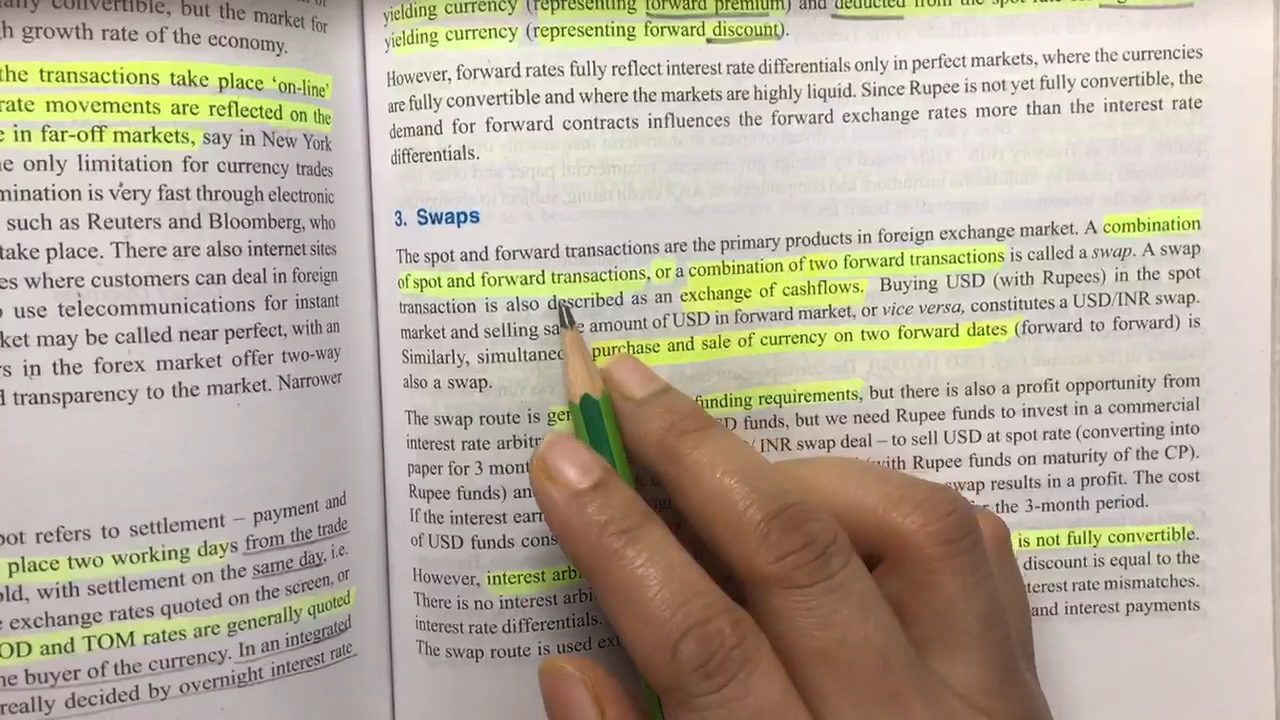 convertible, but the market for
h growth rate of the economy.
the transactions take place ‘on-line’
rate movements are reflected on the
e in far-off markets, say in New York
e only limitation for currency trades
mination is very fast through electronic
such as Reuters and Bloomberg, who
take place. There are also internet sites
es where customers can deal in foreign
use telecommunications for instant
ket may be called near perfect, with an
rs in the forex market offer two-way
transparency to the market. Narrower
pot refers to settlement – payment and
place two working days from the trade
old, with settlement on the same day, i.e.
exchange rates quoted on the screen, or
OD and TOM rates are generally quoted
he buyer of the currency. In an integrated
really decided by overnight interest rate
yielding currency (representing forward premium) and deducted from the spot
yielding currency (representing forward discount).
However, forward rates fully reflect interest rate differentials only in perfect markets, where the currencies
are fully convertible and where the markets are highly liquid. Since Rupee is not yet fully convertible, the
demand for forward contracts influences the forward exchange rates more than the interest rate
differentials.
3. Swaps
The spot and forward transactions are the primary products in foreign exchange market. A combination
of spot and forward transactions, or a combination of two forward transactions is called a swap. A swap
transaction is also described as an exchange of cashflows. Buying USD (with Rupees) in the spot
market and selling sa e amount of USD in forward market, or vice versa, constitutes a USD/INR swap.
Similarly, simultaneo purchase and sale of currency on two forward dates (forward to forward) is
also a swap.
The swap route is ge funding requirements, but there is also a profit opportunity from
interest rate arbit D funds, but we need Rupee funds to invest in a commercial
paper for 3 mont / INR swap deal – to sell USD at spot rate (converting into
Rupee funds) an with Rupee funds on maturity of the CP).
If the interest ear swap results in a profit. The cost
of USD funds cons the 3-month period.
However, interest arb is not fully convertible.
There is no interest arbi discount is equal to the
interest rate differentials. terest rate mismatches.
The swap route is used ex and interest payments